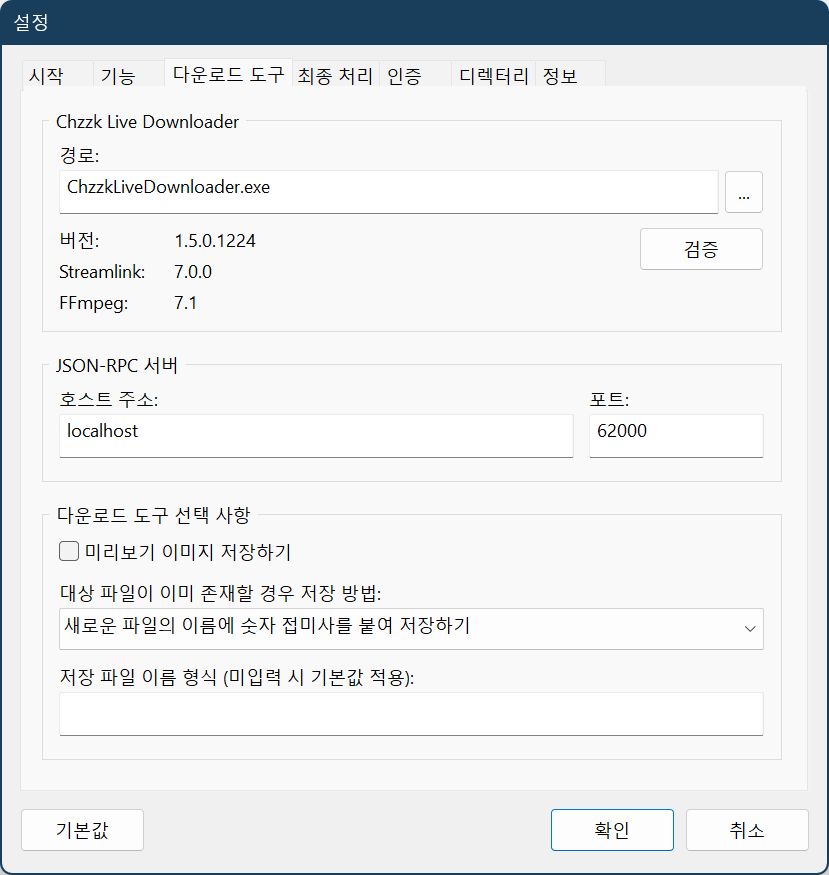 설정
시작 기능 다운로드 도구 최종 처리 인증 디렉터리 정보
Chzzk Live Downloader
경로:
ChzzkLiveDownloader.exe ...
버전: 1.5.0.1224 검증
Streamlink: 7.0.0
FFmpeg: 7.1
JSON-RPC 서버
호스트 주소: 포트:
localhost 62000
다운로드 도구 선택 사항
미리보기 이미지 저장하기
대상 파일이 이미 존재할 경우 저장 방법:
새로운 파일의 이름에 숫자 접미사를 붙여 저장하기
저장 파일 이름 형식 (미입력 시 기본값 적용):
기본값 확인 취소